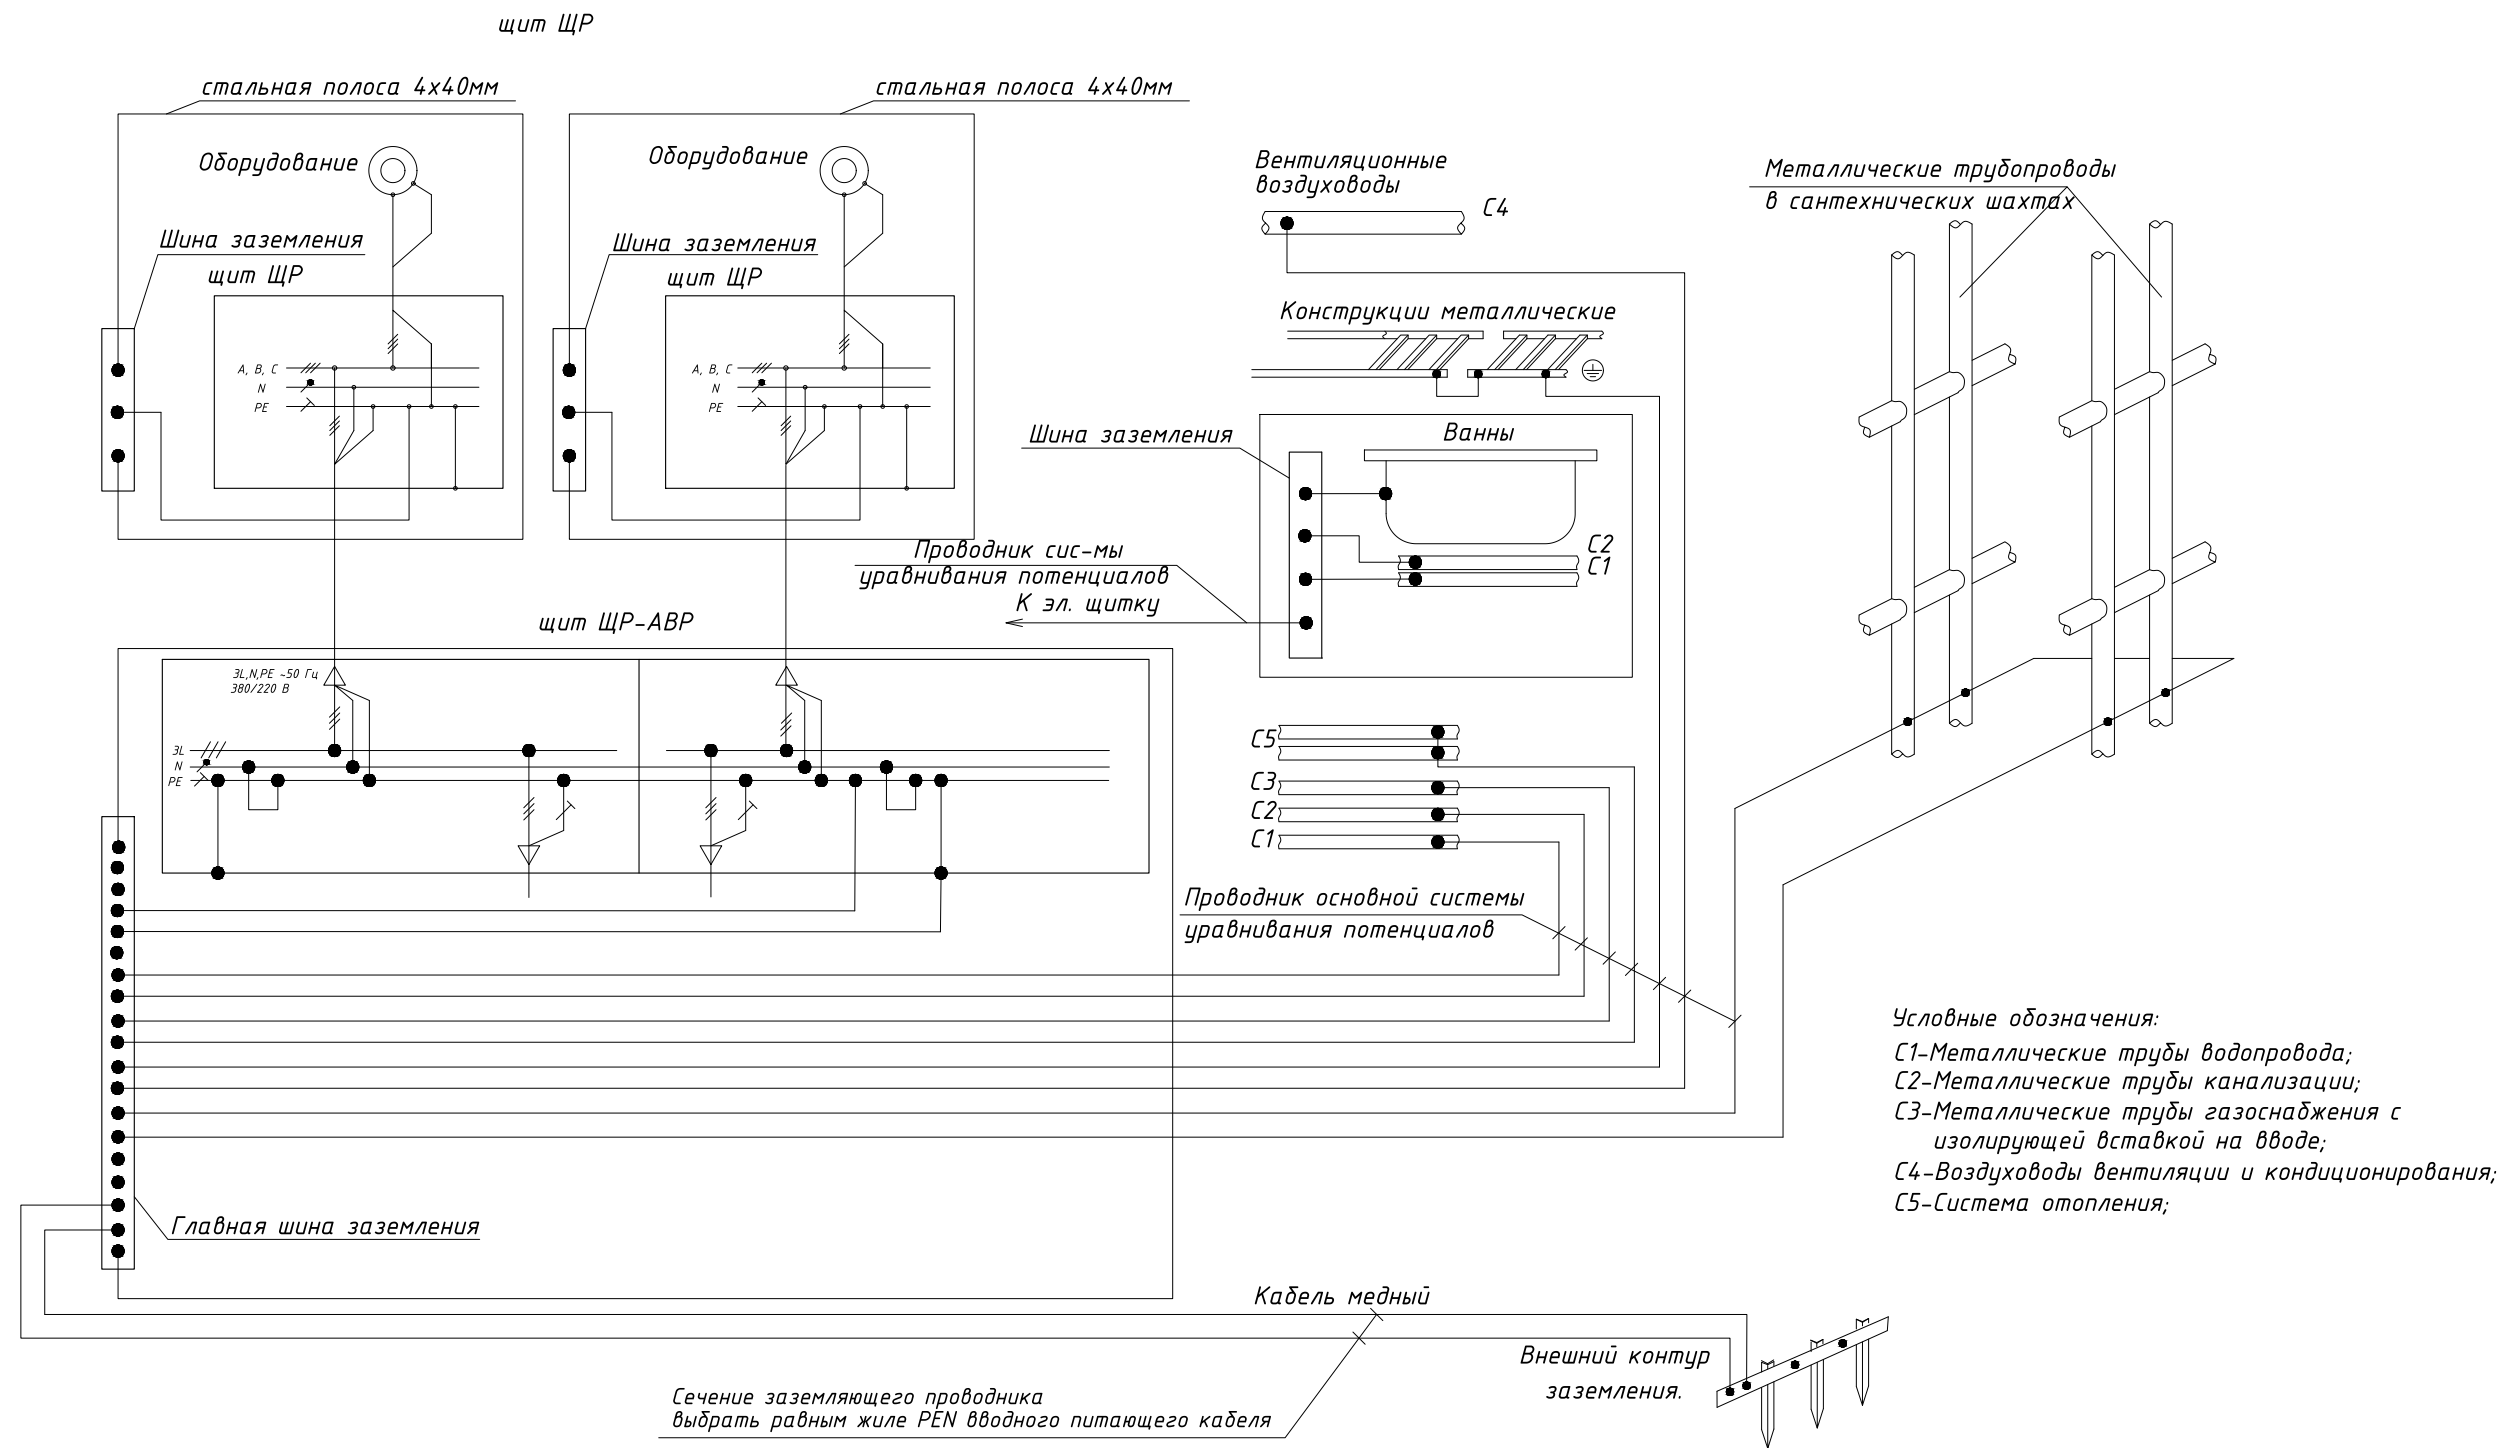 щит ЩР
стальная полоса 4х40мм
стальная полоса 4х40мм
Оборудование
Оборудование
Шина заземления
Шина заземления
щит ЩР
щит ЩР
A, B, C
N
PE
A, B, C
N
PE
Вентиляционные
воздуховоды
С4
Конструкции металлические
Металлические трубопроводы
в сантехнических шахтах
Шина заземления
Ванны
С2
С1
Проводник сис-мы
уравнивания потенциалов
К эл. щитку
щит ЩР-АВР
3L,N,PE ~50 Гц
380/220 В
3L
N
PE
С5
С3
С2
С1
Проводник основной системы
уравнивания потенциалов
Условные обозначения:
С1-Металлические трубы водопровода;
С2-Металлические трубы канализации;
С3-Металлические трубы газоснабжения с
изолирующей вставкой на вводе;
С4-Воздуховоды вентиляции и кондиционирования;
С5-Система отопления;
Главная шина заземления
Кабель медный
Внешний контур
заземления.
Сечение заземляющего проводника
выбрать равным жиле PEN вводного питающего кабеля